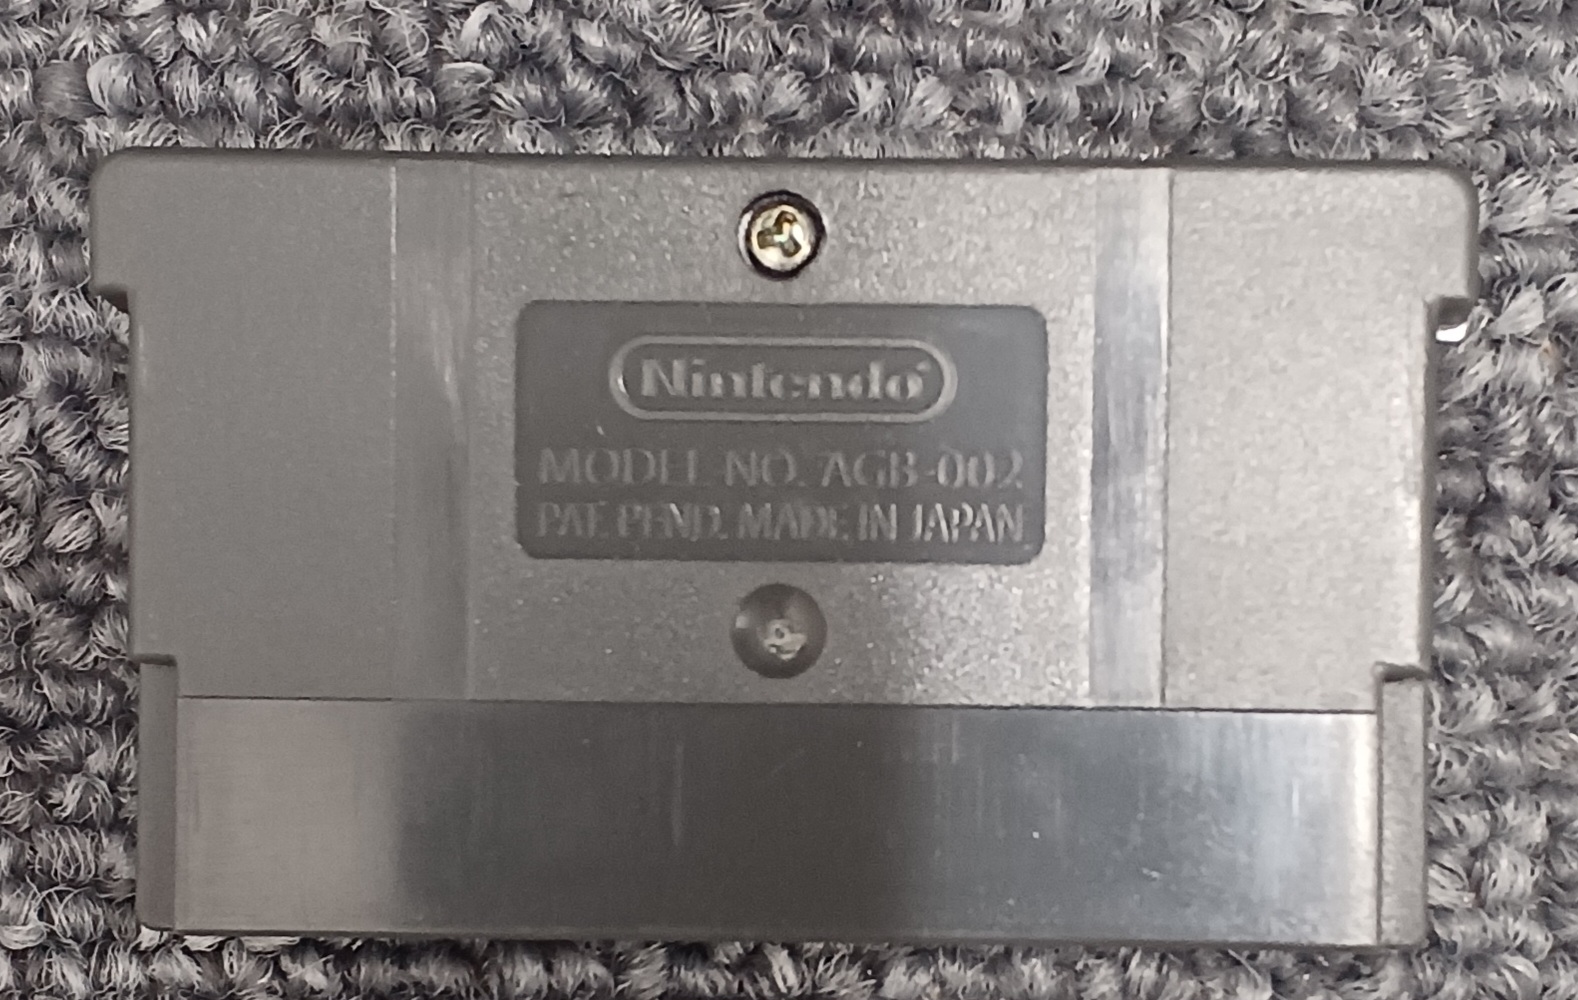 Nintendo®
MODEL NO. AGB-002
PAT. PEND. MADE IN JAPAN